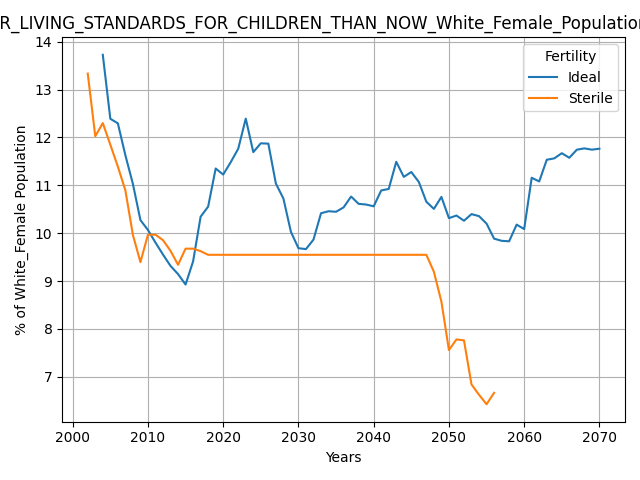 R_LIVING_STANDARDS_FOR_CHILDREN_THAN_NOW_White_Female_Population
14
13
12
11
10
9
8
7
% of White_Female Population
Fertility
Ideal
Sterile
2000 2010 2020 2030 2040 2050 2060 2070
Years